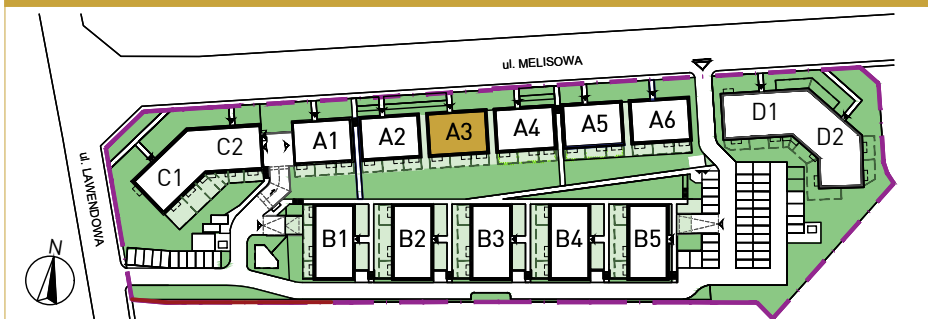 ul. MELISOWA
ul. LAWENDOWA
C1
C2
A1
A2
A3
A4
A5
A6
D1
D2
B1
B2
B3
B4
B5
N